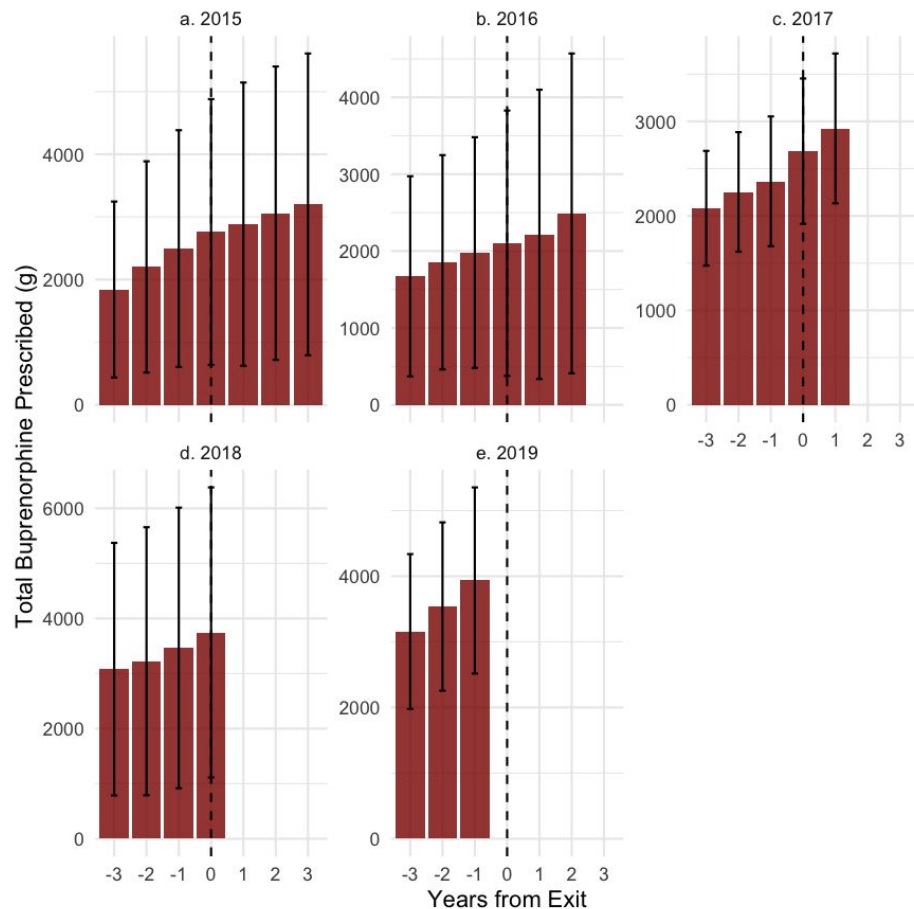 a. 2015
b. 2016
c. 2017
4000
2000
0
4000
3000
2000
1000
0
3000
2000
1000
0
-3 -2 -1 0 1 2 3
Total Buprenorphine Prescribed (g)
d. 2018
e. 2019
6000
4000
2000
0
4000
2000
0
-3 -2 -1 0 1 2 3
-3 -2 -1 0 1 2 3
Years from Exit